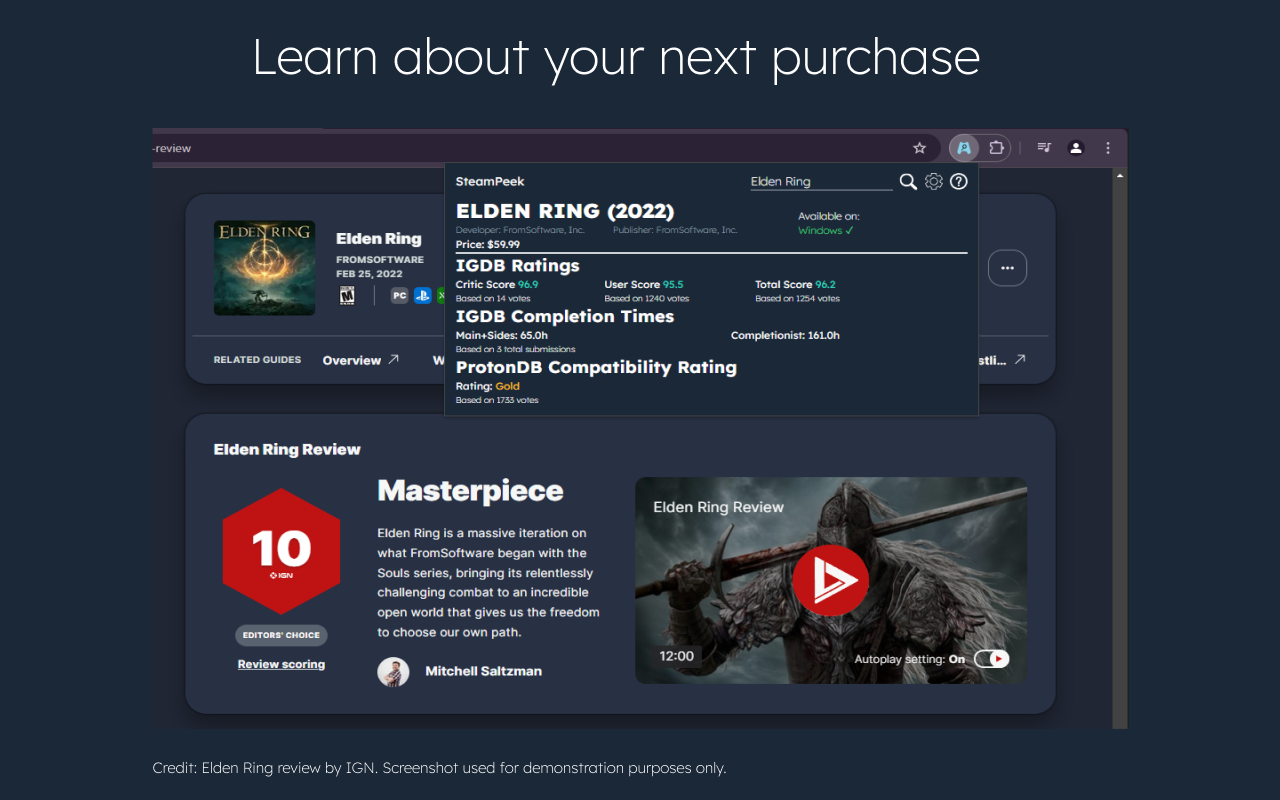 Learn about your next purchase
-review
SteamPeek
Elden Ring
ELDEN RING (2022)
Developer: FromSoftware, Inc.
Publisher: FromSoftware, Inc.
Available on:
Windows ✓
Price: $59.99
IGDB Ratings
Critic Score 96.9
User Score 95.5
Total Score 96.2
Based on 14 votes
Based on 1240 votes
Based on 1254 votes
IGDB Completion Times
Main+Sides: 65.0h
Completionist: 161.0h
Based on 3 total submissions
ProtonDB Compatibility Rating
Rating: Gold
Based on 1733 votes
ELDEN RING
Elden Ring
FROMSOFTWARE
FEB 25, 2022
M
PC
RELATED GUIDES
Overview
W
stli...
Elden Ring Review
10
IGN
EDITORS' CHOICE
Review scoring
Masterpiece
Elden Ring is a massive iteration on
what FromSoftware began with the
Souls series, bringing its relentlessly
challenging combat to an incredible
open world that gives us the freedom
to choose our own path.
Mitchell Saltzman
Elden Ring Review
12:00
Autoplay setting: On
Credit: Elden Ring review by IGN. Screenshot used for demonstration purposes only.